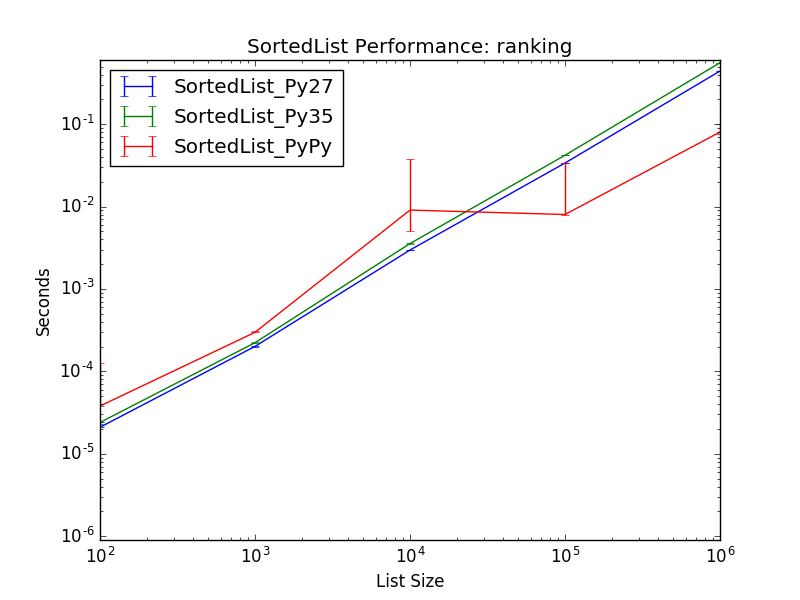 SortedList Performance: ranking
SortedList_Py27
SortedList_Py35
SortedList_PyPy
10^-1
10^-2
10^-3
10^-4
10^-5
10^-6
Seconds
10^2 10^3 10^4 10^5 10^6
List Size